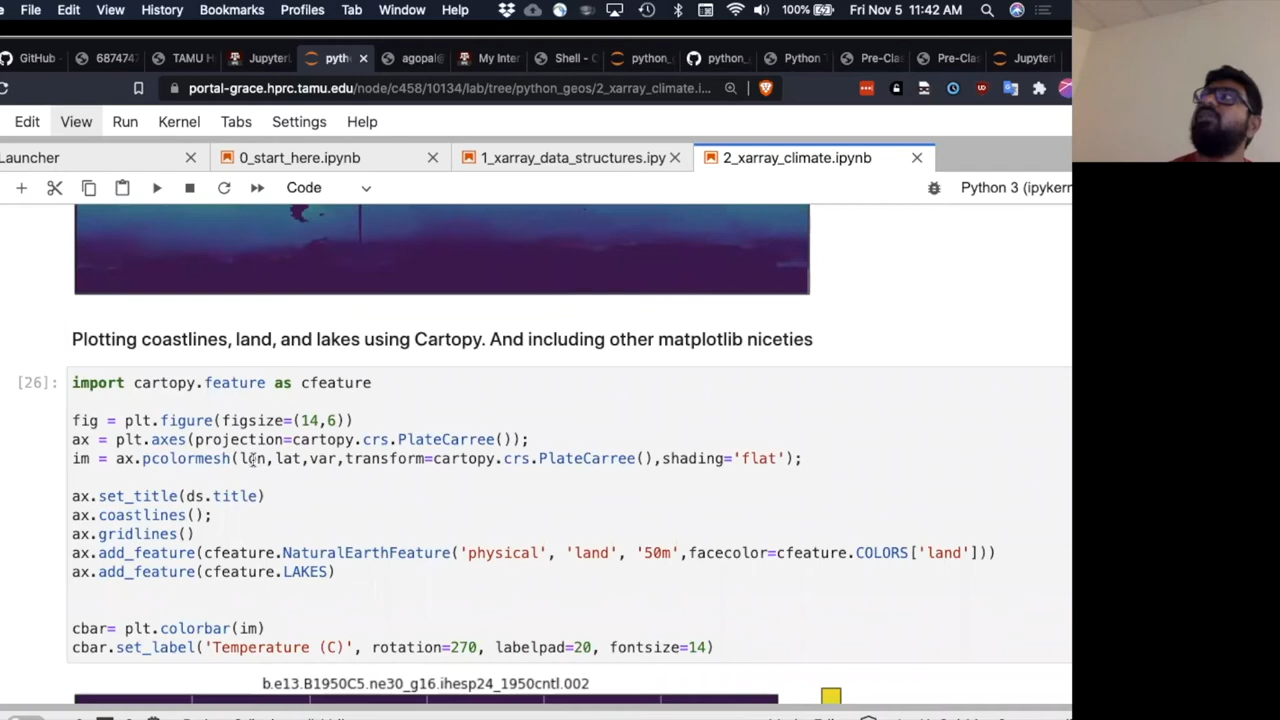 File Edit View History Bookmarks Profiles Tab Window Help 100% Fri Nov 5 11:42 AM
GitHub 6874747 TAMU H Jupyter pyth agopal My Inter Shell - python_ python_ Python Pre-Cla Pre-Cla Jupyter
portal-grace.hprc.tamu.edu/node/c458/10134/lab/tree/python_geos/2_xarray_climate.i...
Edit View Run Kernel Tabs Settings Help
Launcher 0_start_here.ipynb 1_xarray_data_structures.ipy 2_xarray_climate.ipynb
Code Python 3 (ipykern
Plotting coastlines, land, and lakes using Cartopy. And including other matplotlib niceties
[26]: import cartopy.feature as cfeature
fig = plt.figure(figsize=(14,6))
ax = plt.axes(projection=cartopy.crs.PlateCarree());
im = ax.pcolormesh(lon,lat,var,transform=cartopy.crs.PlateCarree(),shading='flat');
ax.set_title(ds.title)
ax.coastlines();
ax.gridlines()
ax.add_feature(cfeature.NaturalEarthFeature('physical', 'land', '50m',facecolor=cfeature.COLORS['land']))
ax.add_feature(cfeature.LAKES)
cbar= plt.colorbar(im)
cbar.set_label('Temperature (C)', rotation=270, labelpad=20, fontsize=14)
b.e13.B1950C5.ne30_g16.ihesp24_1950cntl.002